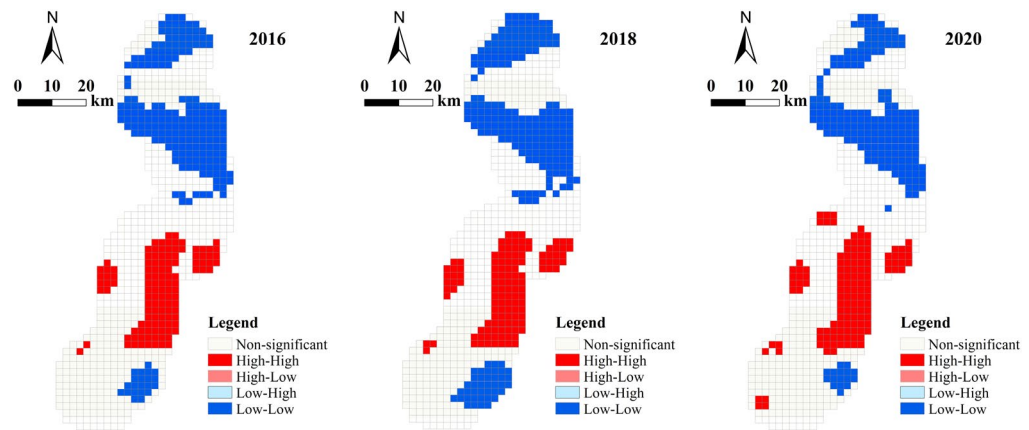 N
2016
0 10 20
km
Legend
Non-significant
High-High
High-Low
Low-High
Low-Low
N
2018
0 10 20
km
Legend
Non-significant
High-High
High-Low
Low-High
Low-Low
N
2020
0 10 20
km
Legend
Non-significant
High-High
High-Low
Low-High
Low-Low